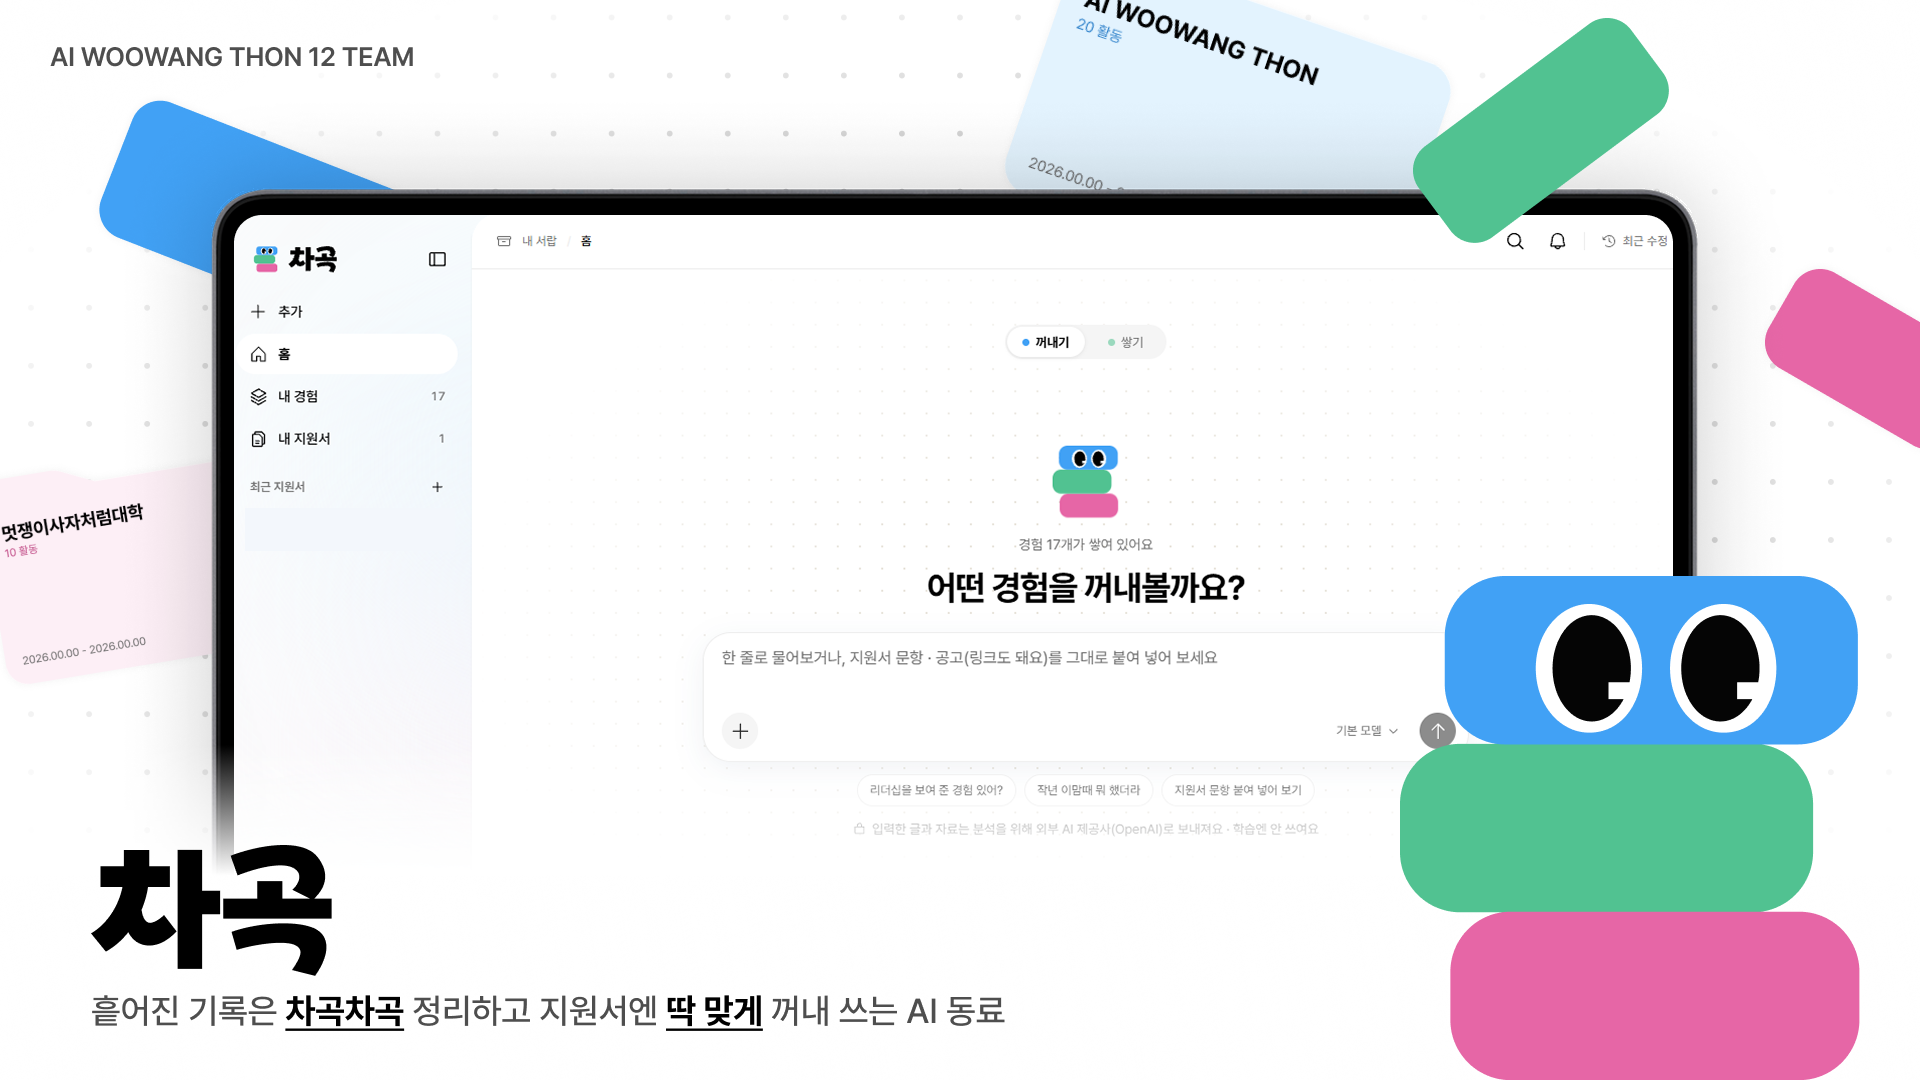 AI WOOWANG THON 12 TEAM
AI WOOWANG THON
20 활동
2026.00.00 -
차곡
내 서랍 / 홈
최근 수정
추가
홈
내 경험 17
내 지원서 1
최근 지원서
꺼내기
쌓기
경험 17개가 쌓여 있어요
어떤 경험을 꺼내볼까요?
한 줄로 물어보거나, 지원서 문항 · 공고(링크도 돼요)를 그대로 붙여 넣어 보세요
기본 모델
리더십을 보여 준 경험 있어?
작년 이맘때 뭐 했더라
지원서 문항 붙여 넣어 보기
입력한 글과 자료는 분석을 위해 외부 AI 제공사(OpenAI)로 보내져요 · 학습엔 안 쓰여요
멋쟁이사자처럼대학
10 활동
2026.00.00 - 2026.00.00
차곡
흩어진 기록은 차곡차곡 정리하고 지원서엔 딱 맞게 꺼내 쓰는 AI 동료